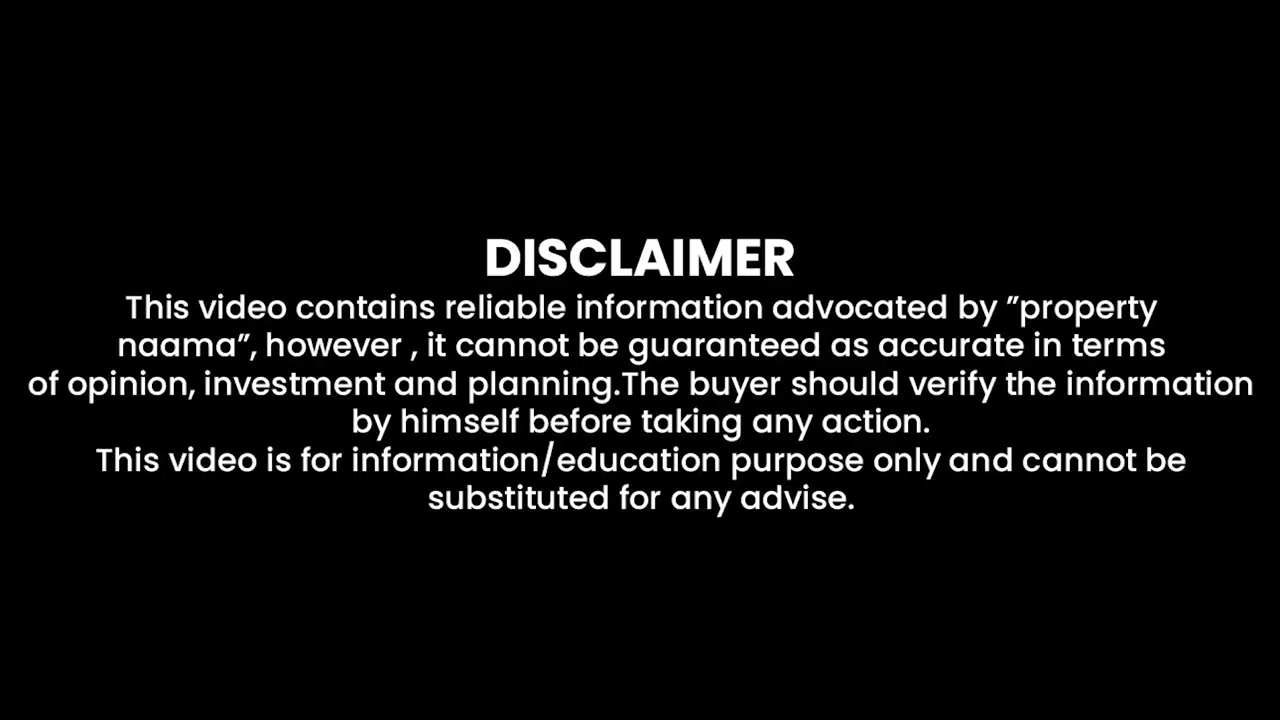 DISCLAIMER
This video contains reliable information advocated by ”property
naama”, however , it cannot be guaranteed as accurate in terms
of opinion, investment and planning.The buyer should verify the information
by himself before taking any action.
This video is for information/education purpose only and cannot be
substituted for any advise.